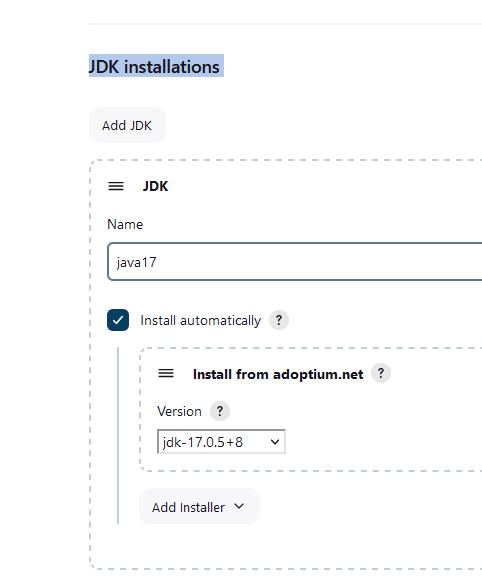 JDK installations
Add JDK
JDK
Name
java17
Install automatically ?
Install from adoptium.net ?
Version ?
jdk-17.0.5+8
Add Installer